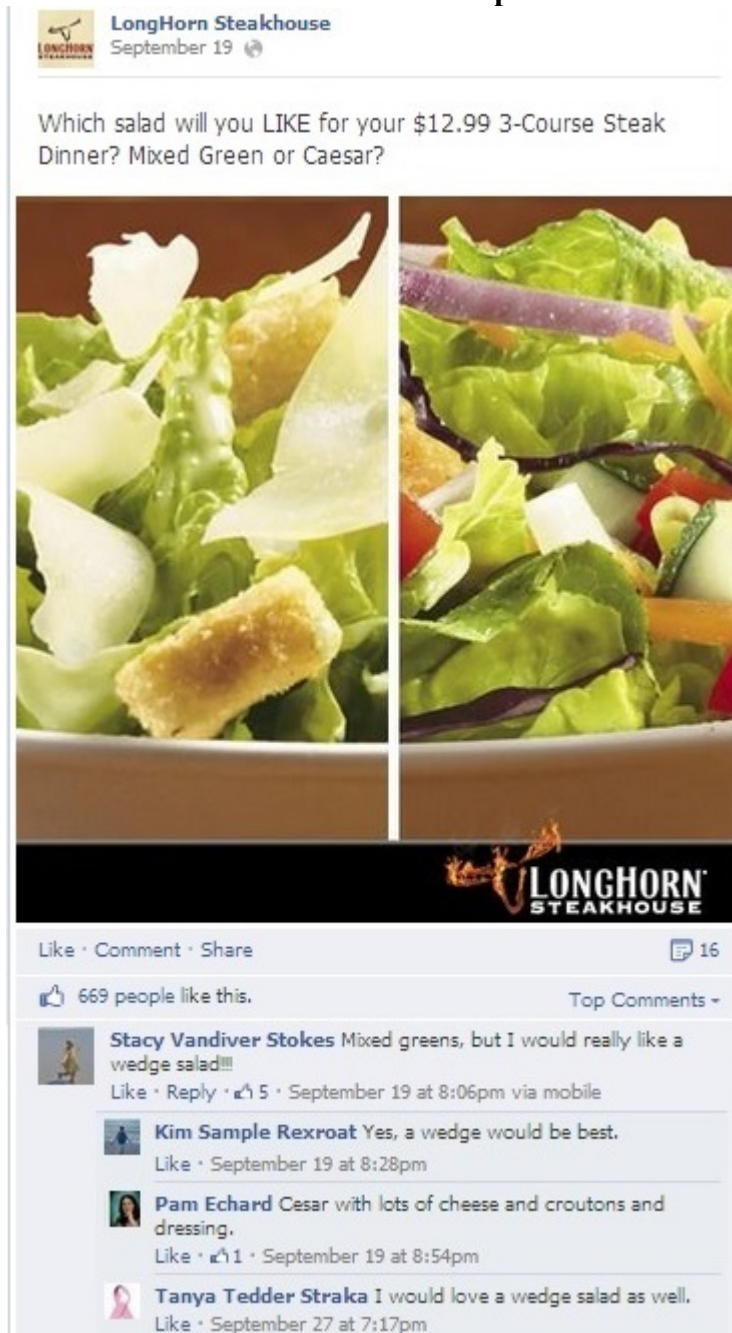 LongHorn Steakhouse
September 19
Which salad will you LIKE for your $12.99 3-Course Steak
Dinner? Mixed Green or Caesar?
LONGHORN
STEAKHOUSE
LONGHORN
STEAKHOUSE
Like · Comment · Share
16
669 people like this.
Top Comments
Stacy Vandiver Stokes Mixed greens, but I would really like a
wedge salad!!!
Like · Reply · 5 · September 19 at 8:06pm via mobile
Kim Sample Rexroat Yes, a wedge would be best.
Like · September 19 at 8:28pm
Pam Echard Cesar with lots of cheese and croutons and
dressing.
Like · 1 · September 19 at 8:54pm
Tanya Tedder Straka I would love a wedge salad as well.
Like · September 27 at 7:17pm